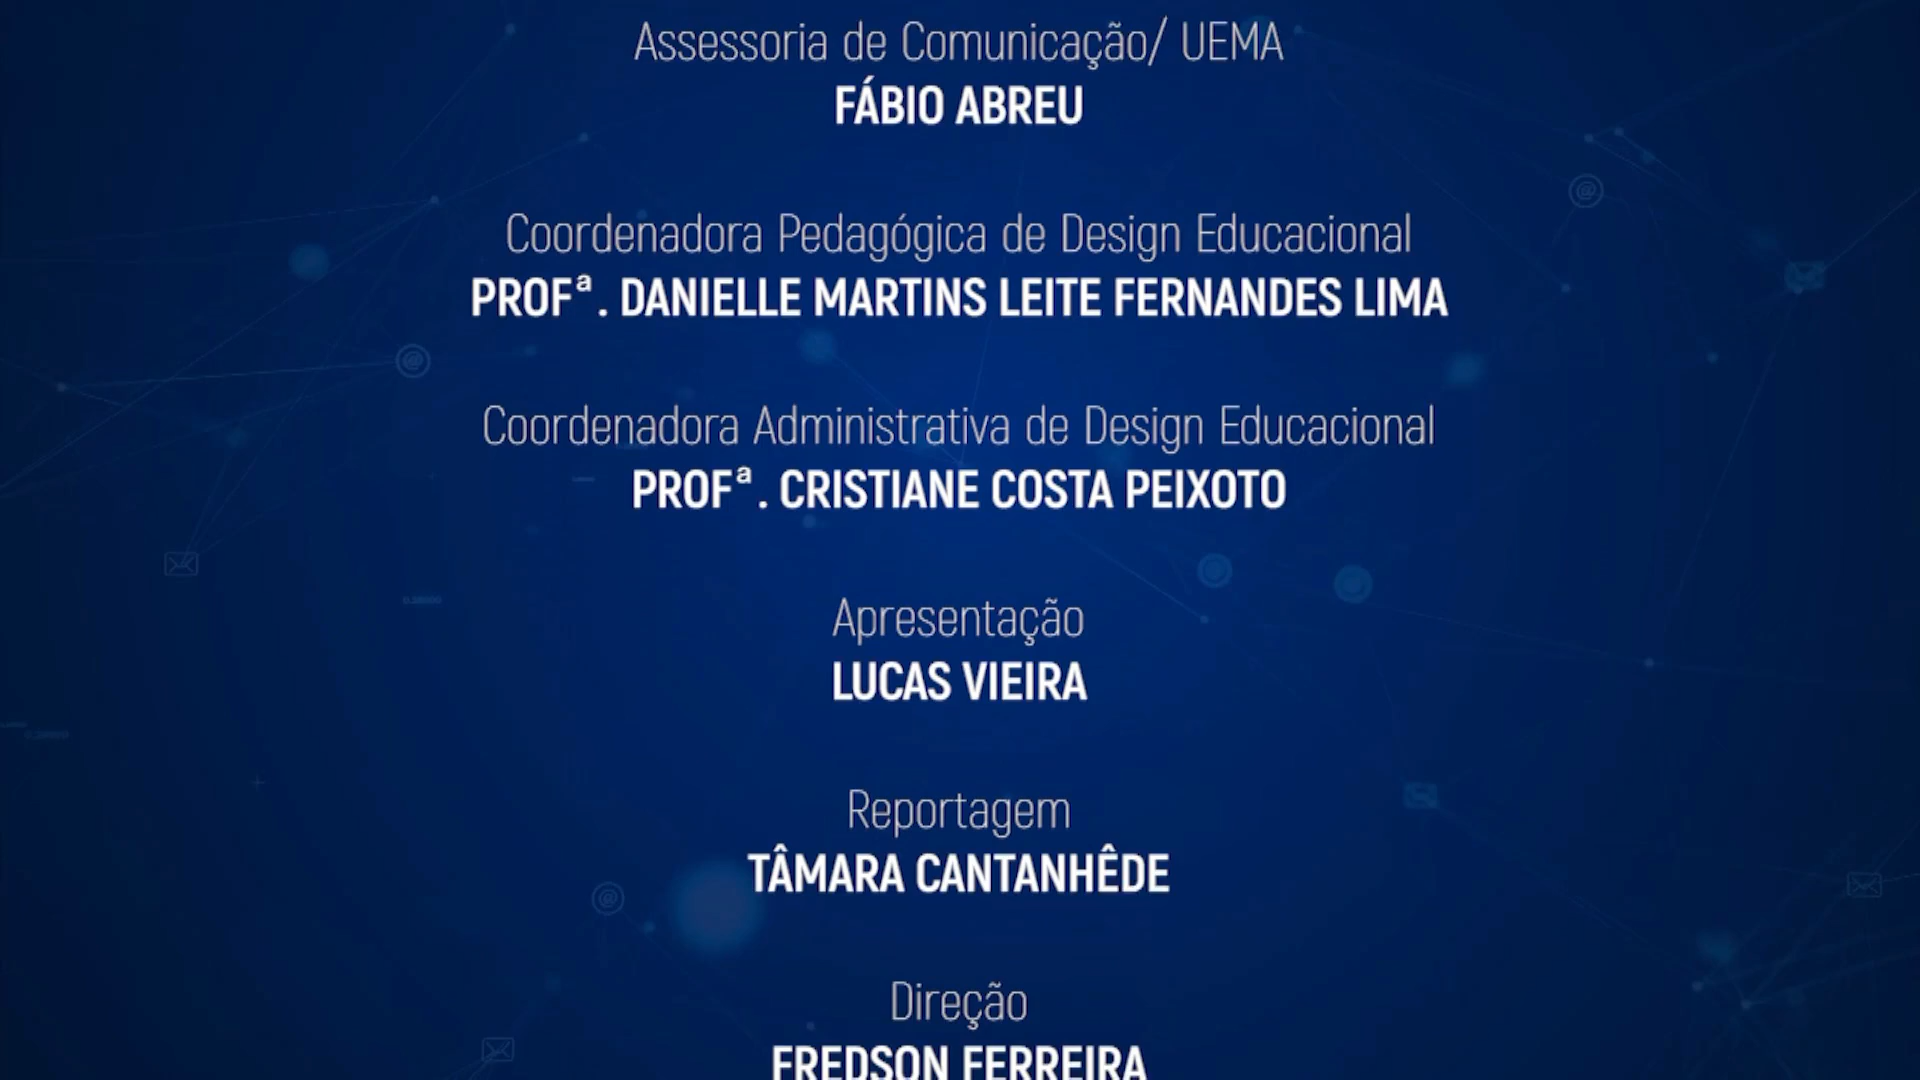 Assessoria de Comunicação/ UEMA
FÁBIO ABREU
Coordenadora Pedagógica de Design Educacional
PROFª. DANIELLE MARTINS LEITE FERNANDES LIMA
Coordenadora Administrativa de Design Educacional
PROFª. CRISTIANE COSTA PEIXOTO
Apresentação
LUCAS VIEIRA
Reportagem
TÂMARA CANTANHÊDE
Direção
FREDSON FERREIRA